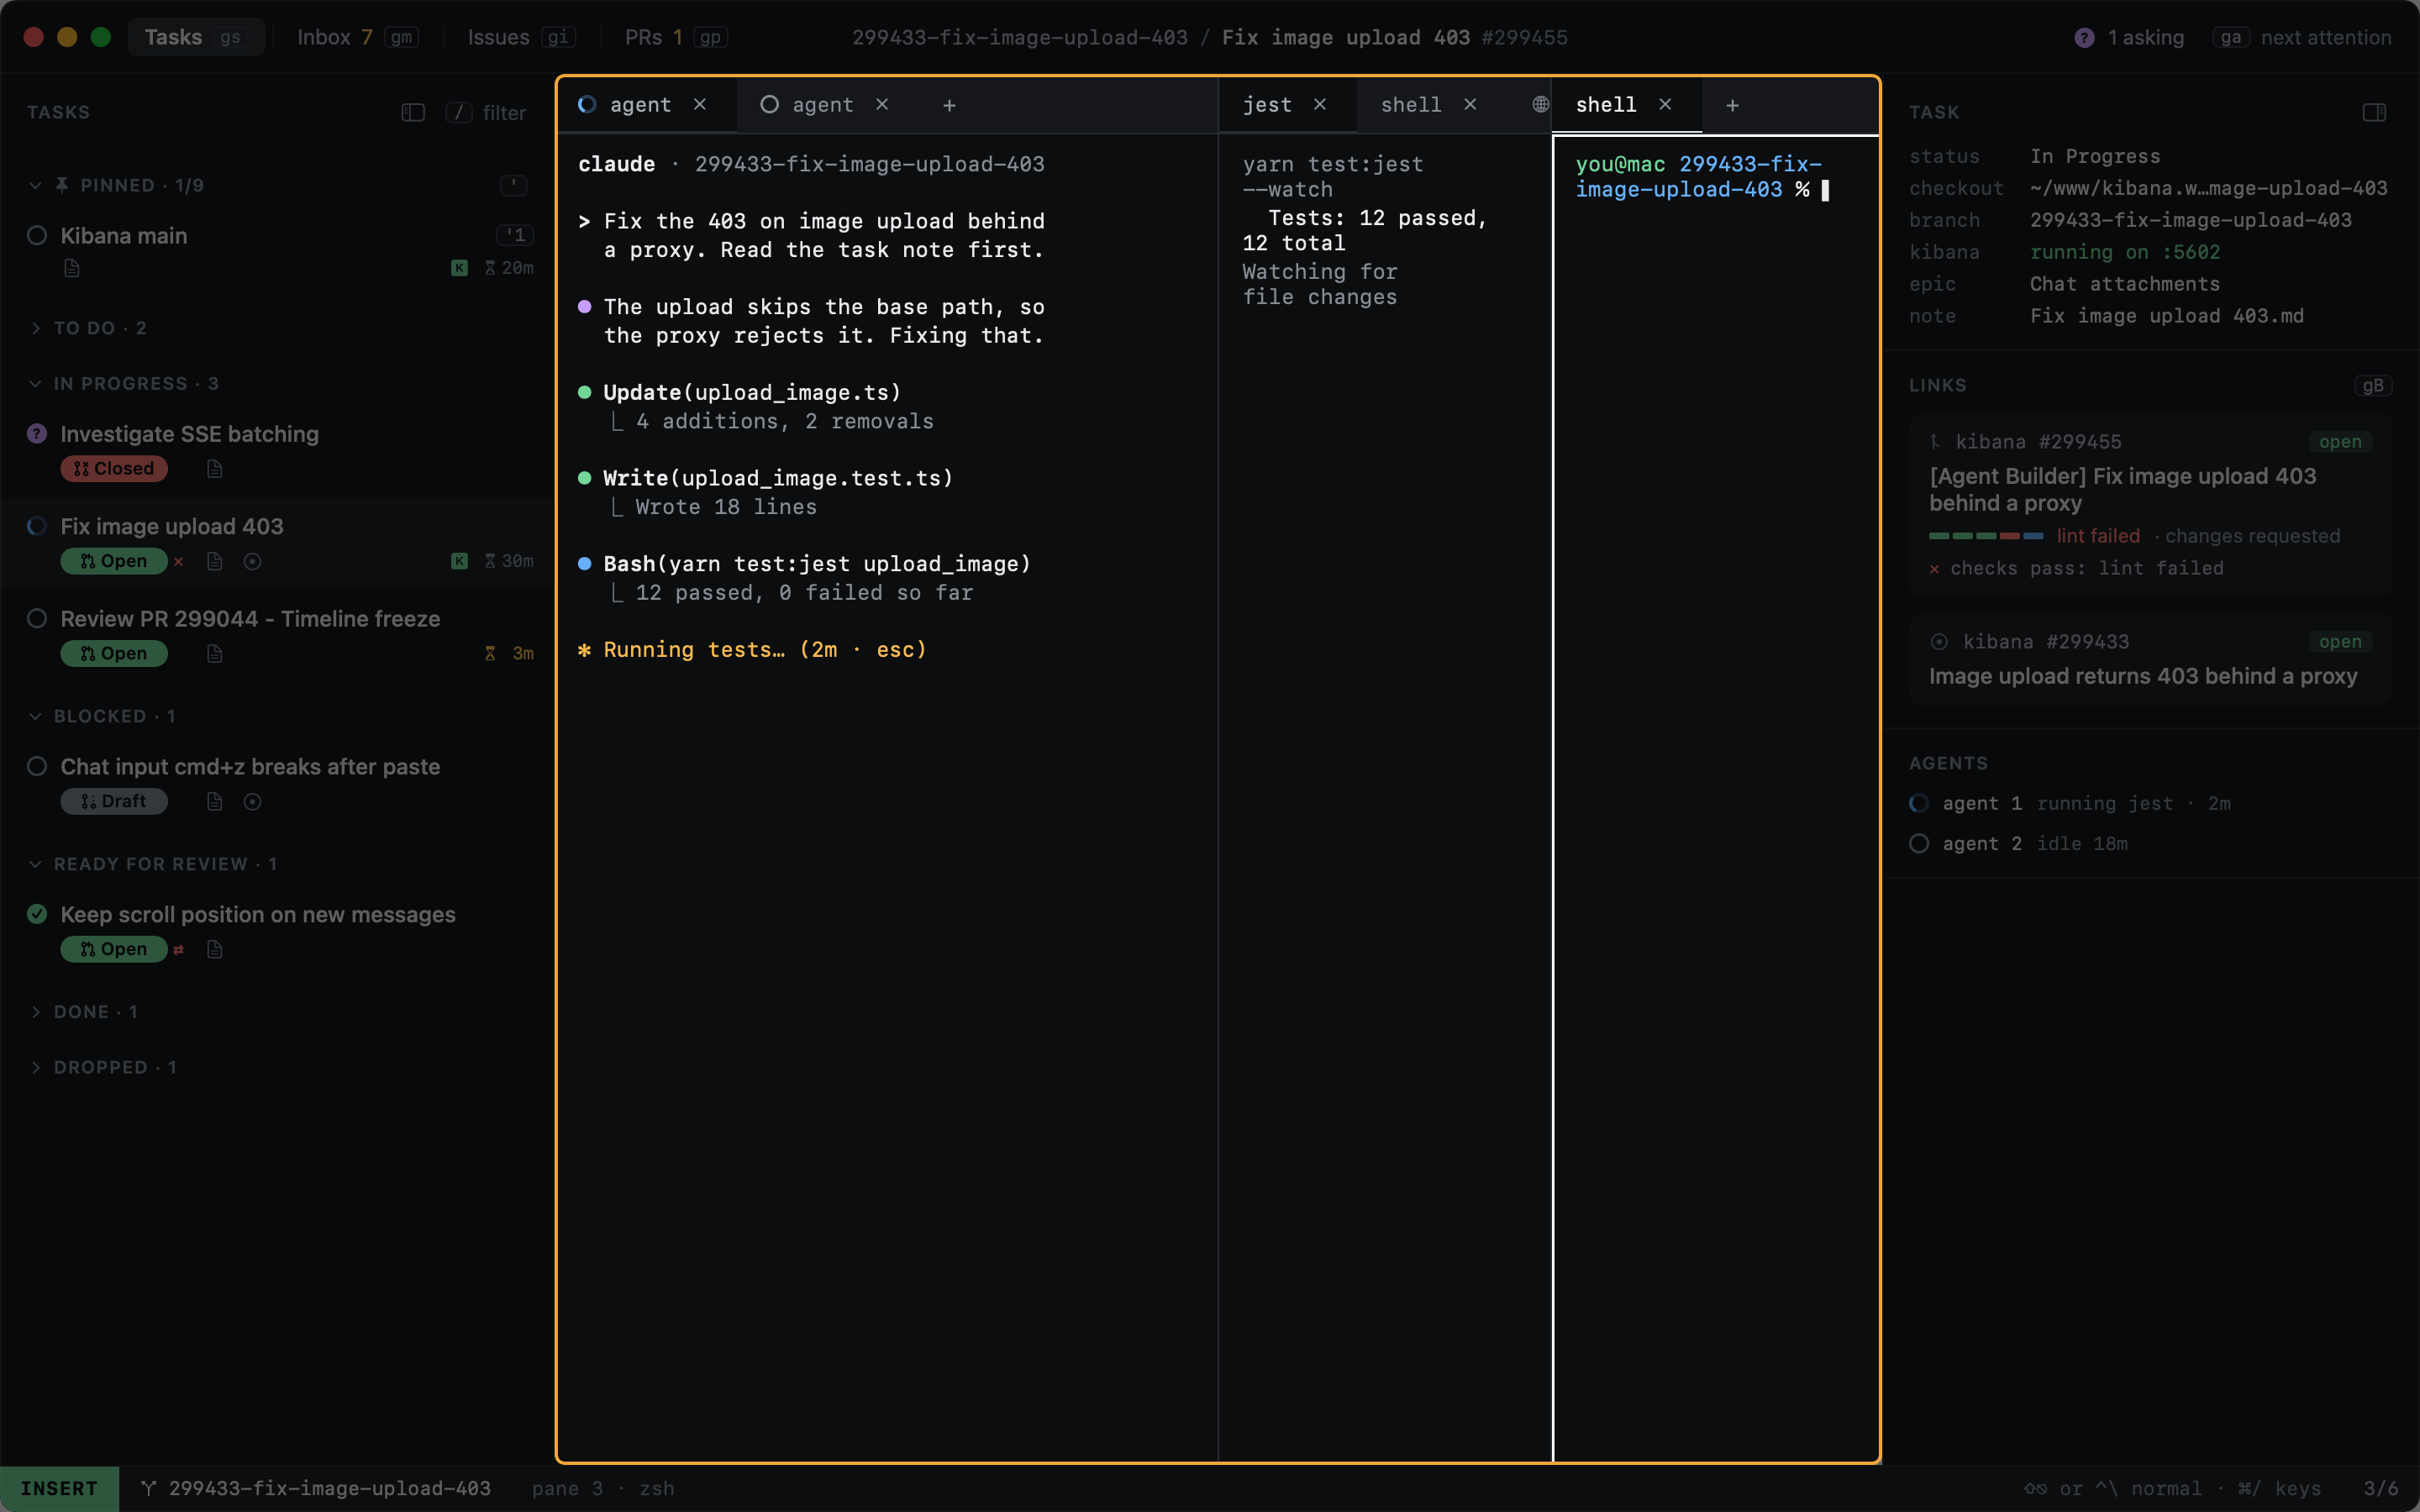 Tasks gs
Inbox 7 gm
Issues gi
PRs 1 gp
299433-fix-image-upload-403 / Fix image upload 403 #299455
? 1 asking
ga next attention
TASKS
/ filter
PINNED · 1/9 '
Kibana main '1
K 20m
TO DO · 2
IN PROGRESS · 3
? Investigate SSE batching
Closed
Fix image upload 403
Open × K 30m
Review PR 299044 - Timeline freeze
Open 3m
BLOCKED · 1
Chat input cmd+z breaks after paste
Draft
READY FOR REVIEW · 1
Keep scroll position on new messages
Open
DONE · 1
DROPPED · 1
agent × agent × +
claude · 299433-fix-image-upload-403
> Fix the 403 on image upload behind
a proxy. Read the task note first.
The upload skips the base path, so
the proxy rejects it. Fixing that.
Update(upload_image.ts)
4 additions, 2 removals
Write(upload_image.test.ts)
Wrote 18 lines
Bash(yarn test:jest upload_image)
12 passed, 0 failed so far
✻ Running tests… (2m · esc)
jest × shell ×
yarn test:jest
--watch
Tests: 12 passed,
12 total
Watching for
file changes
shell × +
you@mac 299433-fix-
image-upload-403 %
TASK
status In Progress
checkout ~/www/kibana.w…mage-upload-403
branch 299433-fix-image-upload-403
kibana running on :5602
epic Chat attachments
note Fix image upload 403.md
LINKS gB
kibana #299455 open
[Agent Builder] Fix image upload 403
behind a proxy
lint failed · changes requested
× checks pass: lint failed
kibana #299433 open
Image upload returns 403 behind a proxy
AGENTS
agent 1 running jest · 2m
agent 2 idle 18m
INSERT 299433-fix-image-upload-403 pane 3 · zsh
or ^\ normal · ⌘/ keys 3/6